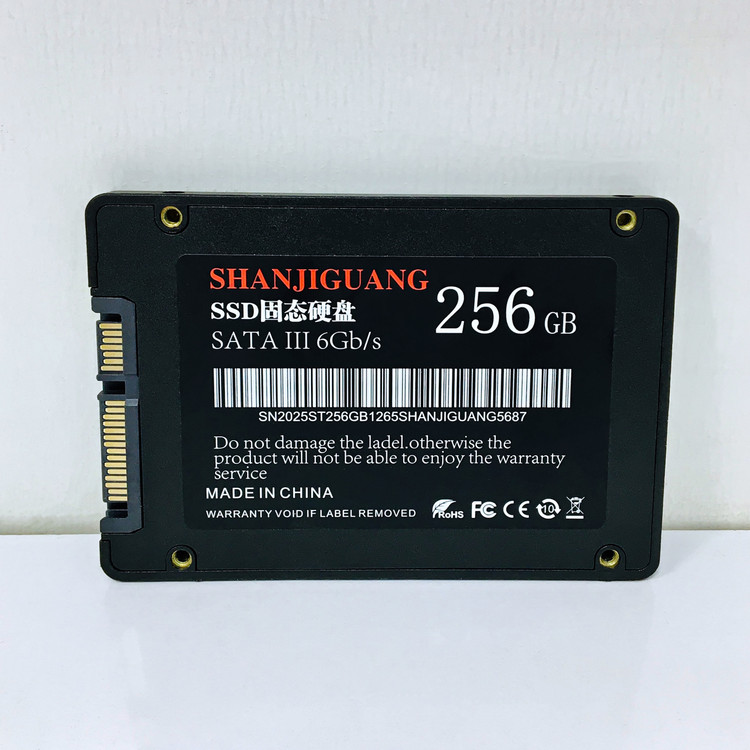 SHANJIGUANG
SSD固态硬盘
256 GB
SATA III 6Gb/s
SN2025ST256GB1265SHANJIGUANG5687
Do not damage the ladel.otherwise the
product will not be able to enjoy the warranty
service
MADE IN CHINA
WARRANTY VOID IF LABEL REMOVED
RoHS FC CE 10